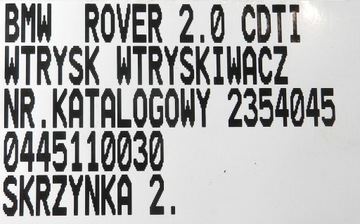 BMW ROVER 2.0 CDTI
WTRYSK WTRYSKIWACZ
NR.KATALOGOWY 2354045
0445110030
SKRZYNKA 2.